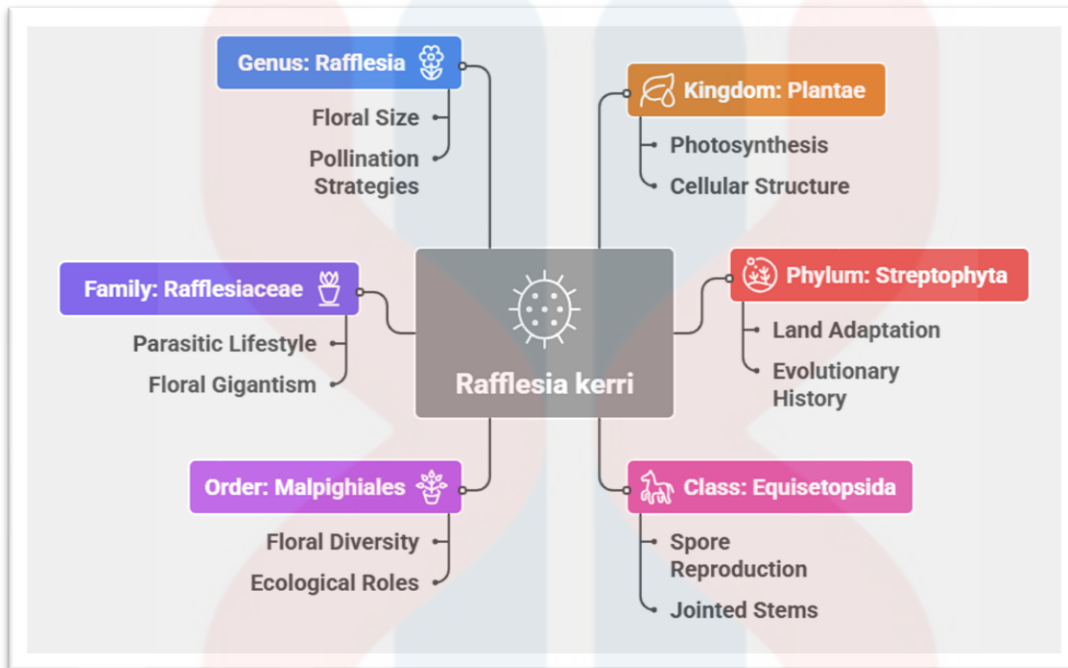 Genus: Rafflesia
Floral Size
Pollination
Strategies
Kingdom: Plantae
Photosynthesis
Cellular Structure
Family: Rafflesiaceae
Parasitic Lifestyle
Floral Gigantism
Rafflesia kerri
Phylum: Streptophyta
Land Adaptation
Evolutionary
History
Order: Malpighiales
Floral Diversity
Ecological Roles
Class: Equisetopsida
Spore
Reproduction
Jointed Stems